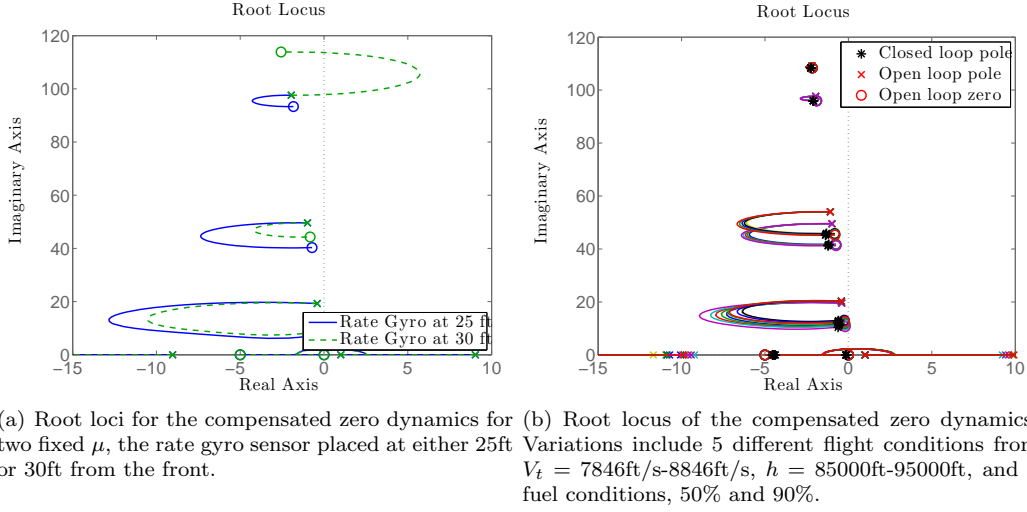 Root Locus
120
100
80
60
40
20
0
−15
−10
−5
0
5
10
Imaginary Axis
Real Axis
Rate Gyro at 25 ft
Rate Gyro at 30 ft
Root Locus
120
100
80
60
40
20
0
−15
−10
−5
0
5
10
Imaginary Axis
Real Axis
Closed loop pole
Open loop pole
Open loop zero
(a) Root loci for the compensated zero dynamics for
two fixed μ, the rate gyro sensor placed at either 25ft
or 30ft from the front.
(b) Root locus of the compensated zero dynamics
Variations include 5 different flight conditions from
V_t = 7846ft/s-8846ft/s, h = 85000ft-95000ft, and
fuel conditions, 50% and 90%.